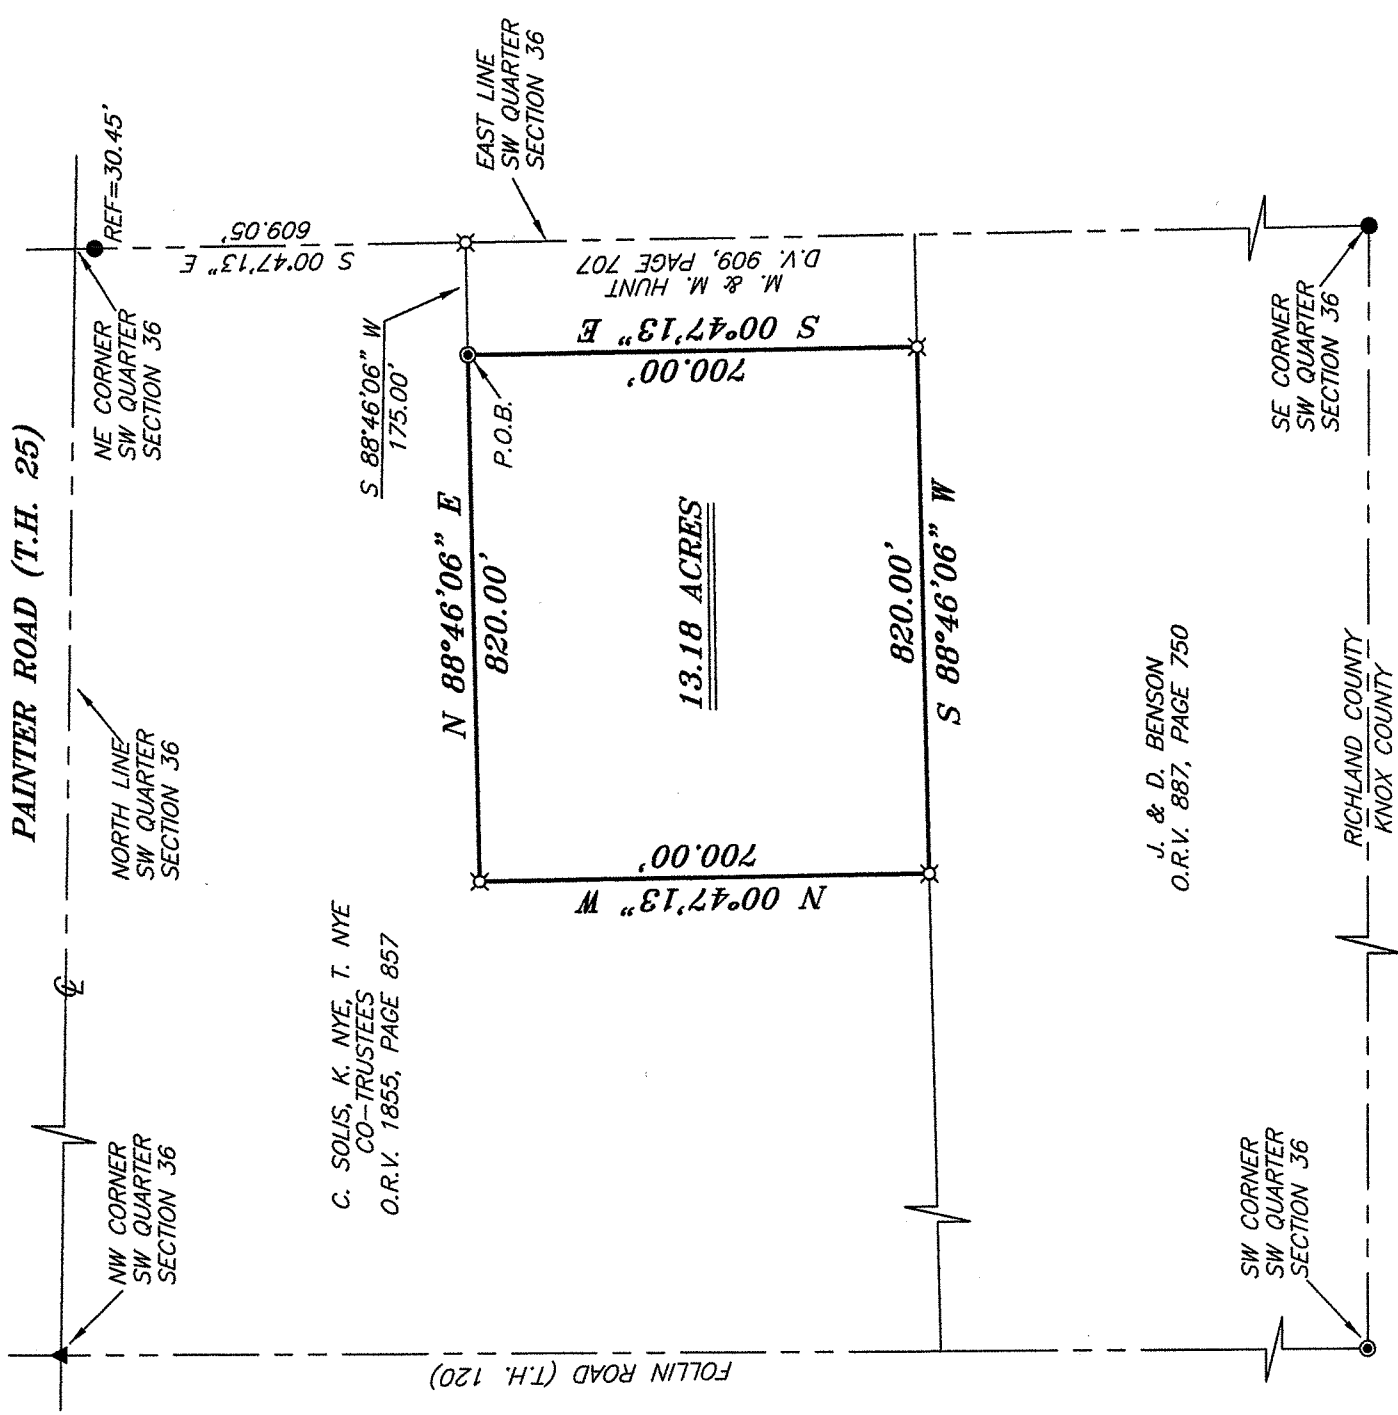 PAINTER ROAD (T.H. 25)
NW CORNER
SW QUARTER
SECTION 36
℄
NORTH LINE
SW QUARTER
SECTION 36
NE CORNER
SW QUARTER
SECTION 36
REF=30.45'
S 00°47'13" E
609.05'
EAST LINE
SW QUARTER
SECTION 36
S 88°46'06" W
175.00'
C. SOLIS, K. NYE, T. NYE
CO-TRUSTEES
O.R.V. 1855, PAGE 857
N 88°46'06" E
820.00'
P.O.B.
M. & M. HUNT
D.V. 909, PAGE 707
S 00°47'13" E
700.00'
13.18 ACRES
700.00'
N 00°47'13" W
820.00'
S 88°46'06" W
J. & D. BENSON
O.R.V. 887, PAGE 750
FOLLIN ROAD (T.H. 120)
SW CORNER
SW QUARTER
SECTION 36
SE CORNER
SW QUARTER
SECTION 36
RICHLAND COUNTY
KNOX COUNTY